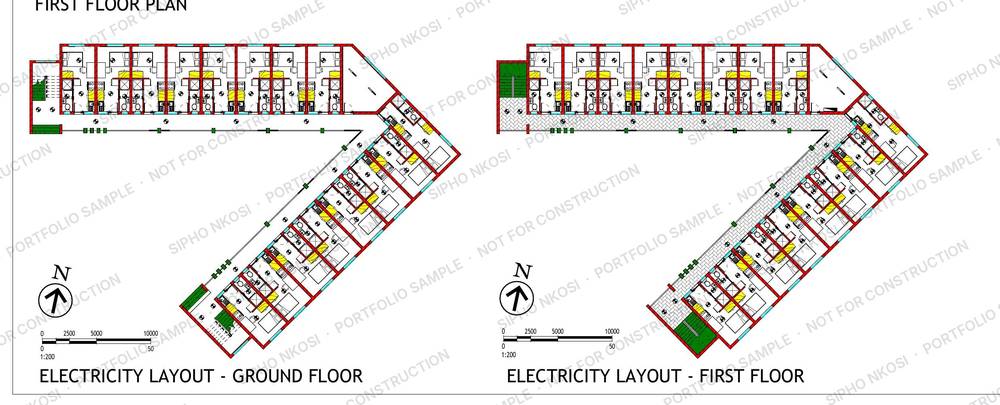 FIRST FLOOR PLAN
N
0 2500 5000 10000
0 50
1:200
ELECTRICITY LAYOUT - GROUND FLOOR
N
0 2500 5000 10000
0 50
1:200
ELECTRICITY LAYOUT - FIRST FLOOR
SIPHO NKOSI · PORTFOLIO SAMPLE · NOT FOR CONSTRUCTION